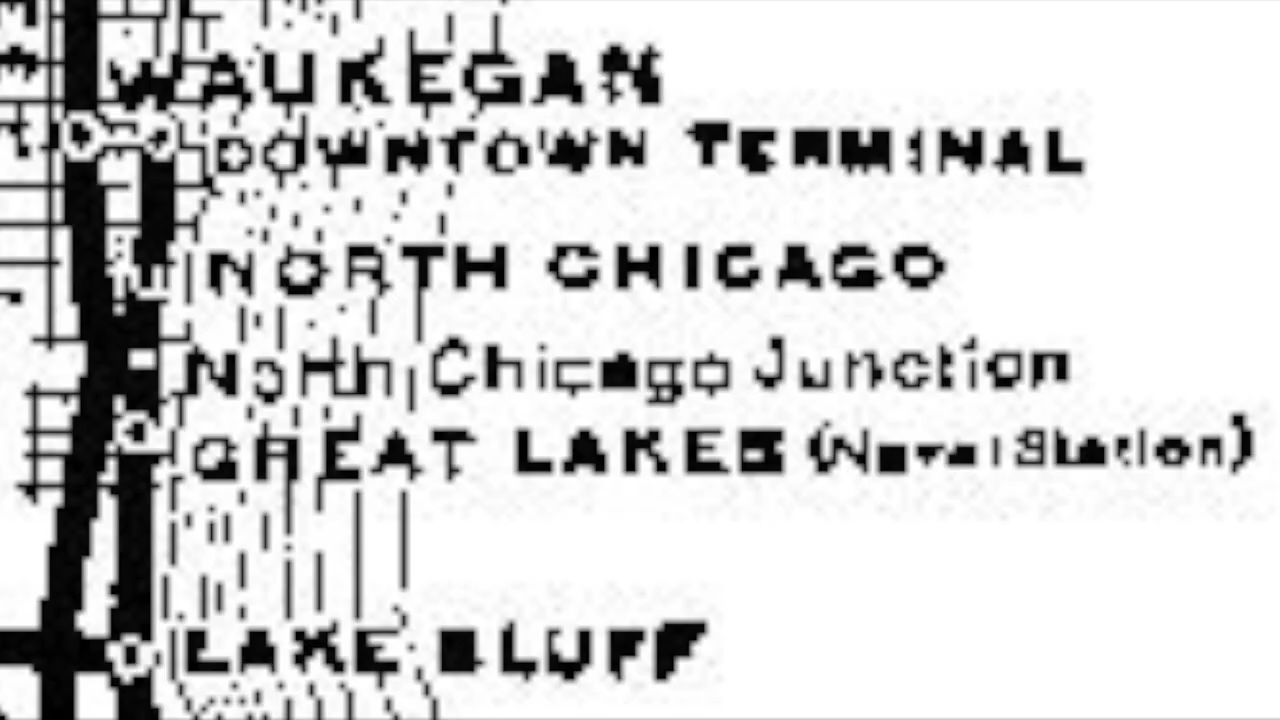 WAUKEGAN
DOWNTOWN TERMINAL
NORTH CHICAGO
North Chicago Junction
GREAT LAKES (Naval Station)
LAKE BLUFF